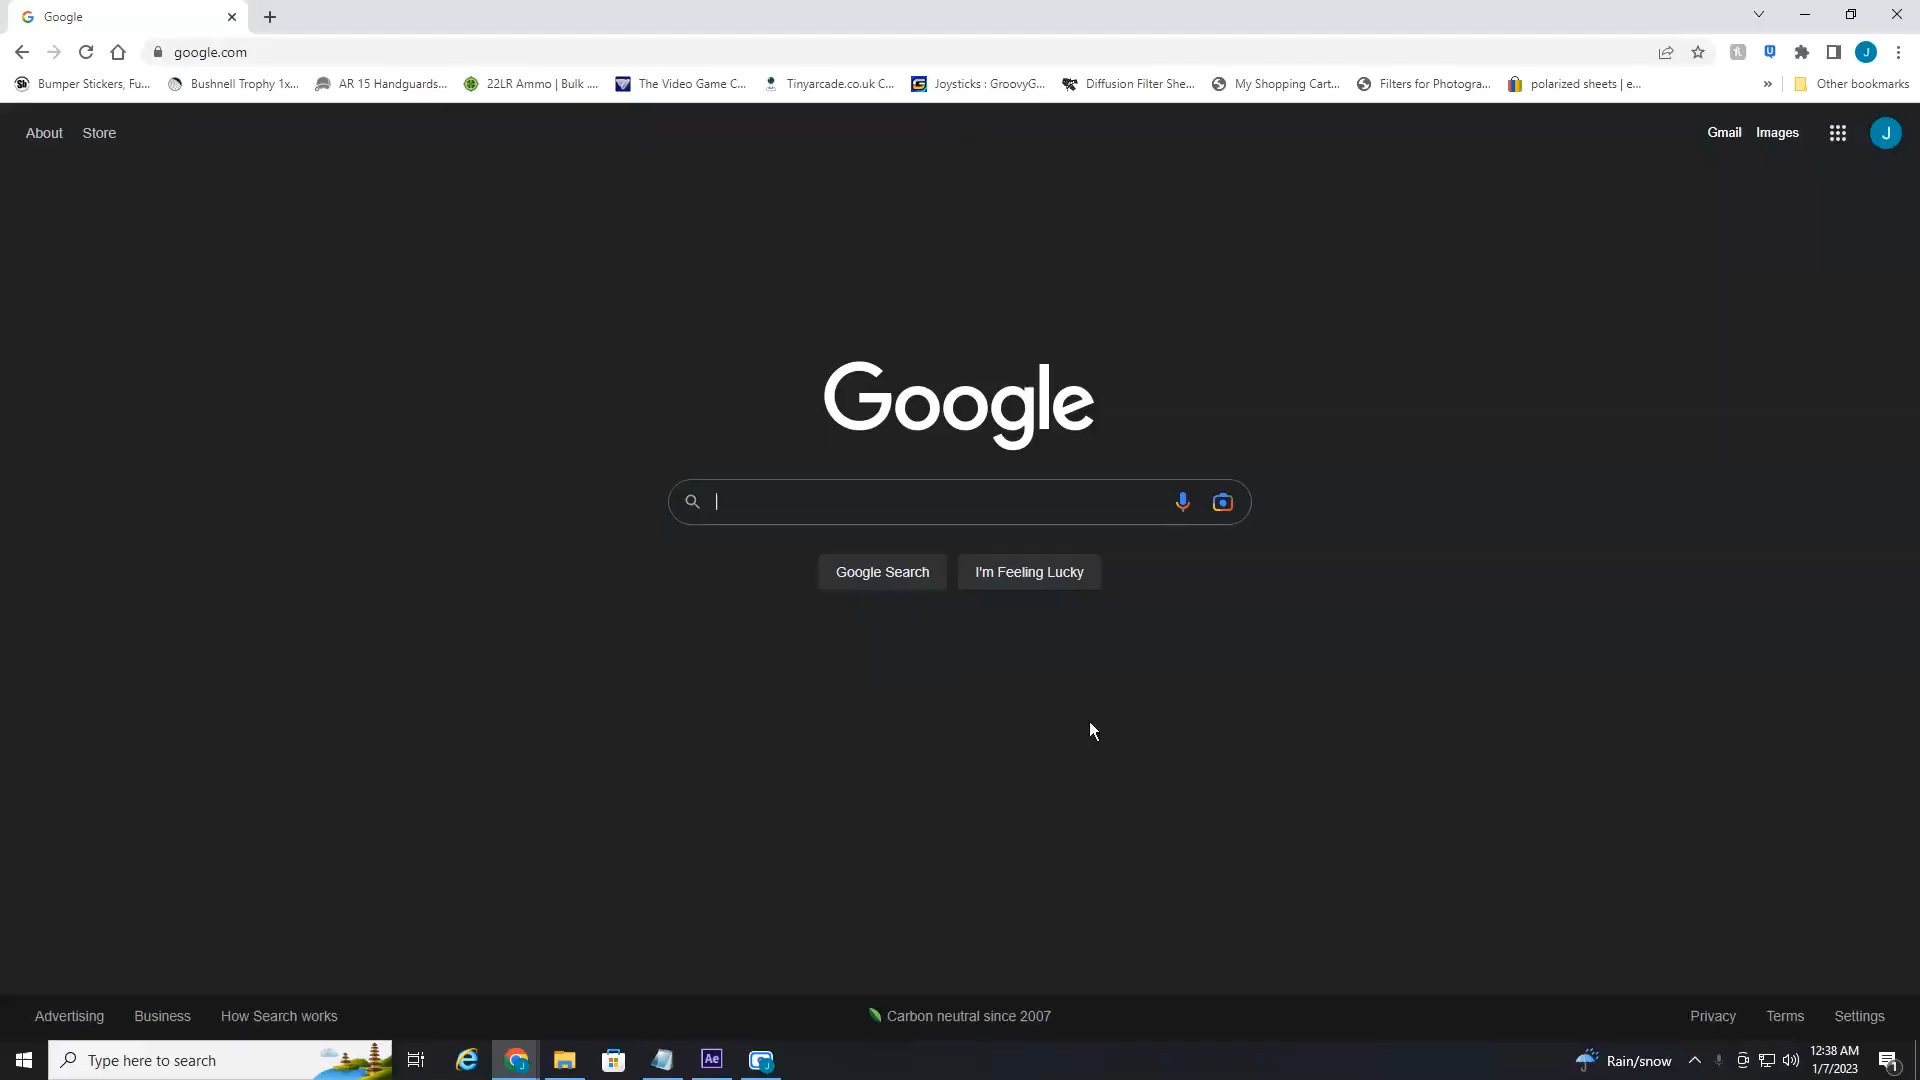 Google
google.com
Bumper Stickers, Fu... Bushnell Trophy 1x... AR 15 Handguards... 22LR Ammo | Bulk .... The Video Game C... Tinyarcade.co.uk C... Joysticks : GroovyG... Diffusion Filter She... My Shopping Cart... Filters for Photogra... polarized sheets | e... » Other bookmarks
About Store Gmail Images J
Google
Google Search I'm Feeling Lucky
Advertising Business How Search works Carbon neutral since 2007 Privacy Terms Settings
Type here to search Ae Rain/snow 12:38 AM
1/7/2023 1